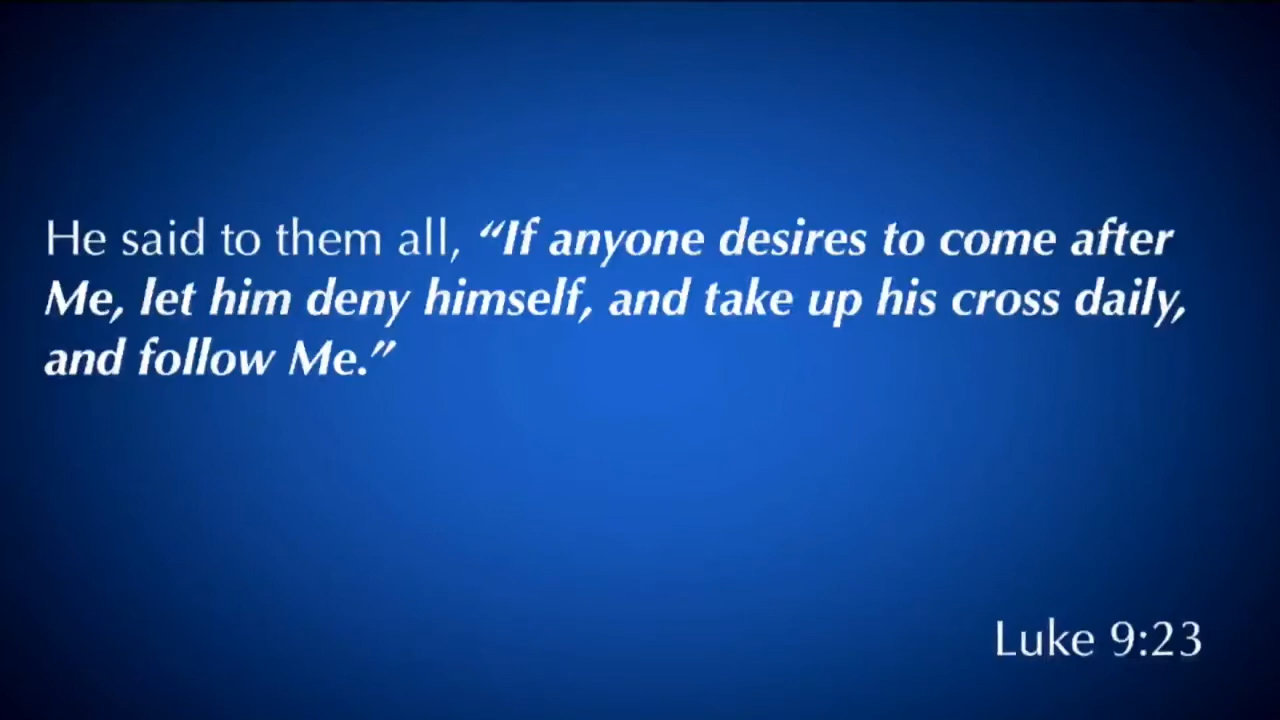 He said to them all, “If anyone desires to come after
Me, let him deny himself, and take up his cross daily,
and follow Me.”
Luke 9:23